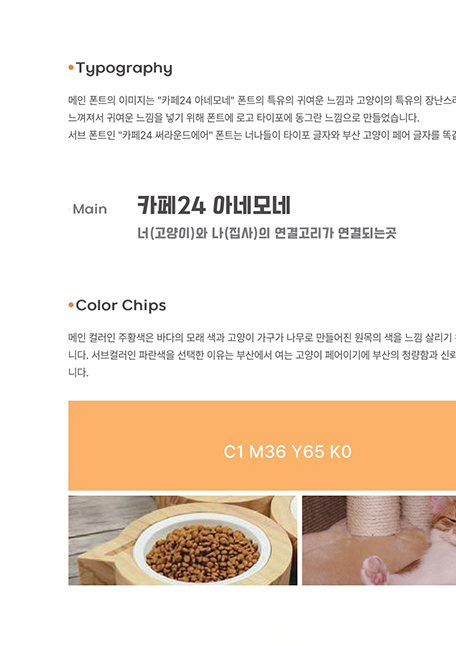 Typography
메인 폰트의 이미지는 "카페24 아네모네" 폰트의 특유의 귀여운 느낌과 고양이의 특유의 장난스러
느껴져서 귀여운 느낌을 넣기 위해 폰트에 로고 타이포에 동그란 느낌으로 만들었습니다.
서브 폰트인 "카페24 써라운드에어" 폰트는 너나들이 타이포 글자와 부산 고양이 페어 글자를 똑같
Main
카페24 아네모네
너(고양이)와 나(집사)의 연결고리가 연결되는곳
Color Chips
메인 컬러인 주황색은 바다의 모래 색과 고양이 가구가 나무로 만들어진 원목의 색을 느낌 살리기
니다. 서브컬러인 파란색을 선택한 이유는 부산에서 여는 고양이 페어이기에 부산의 청량함과 신뢰
니다.
C1 M36 Y65 K0